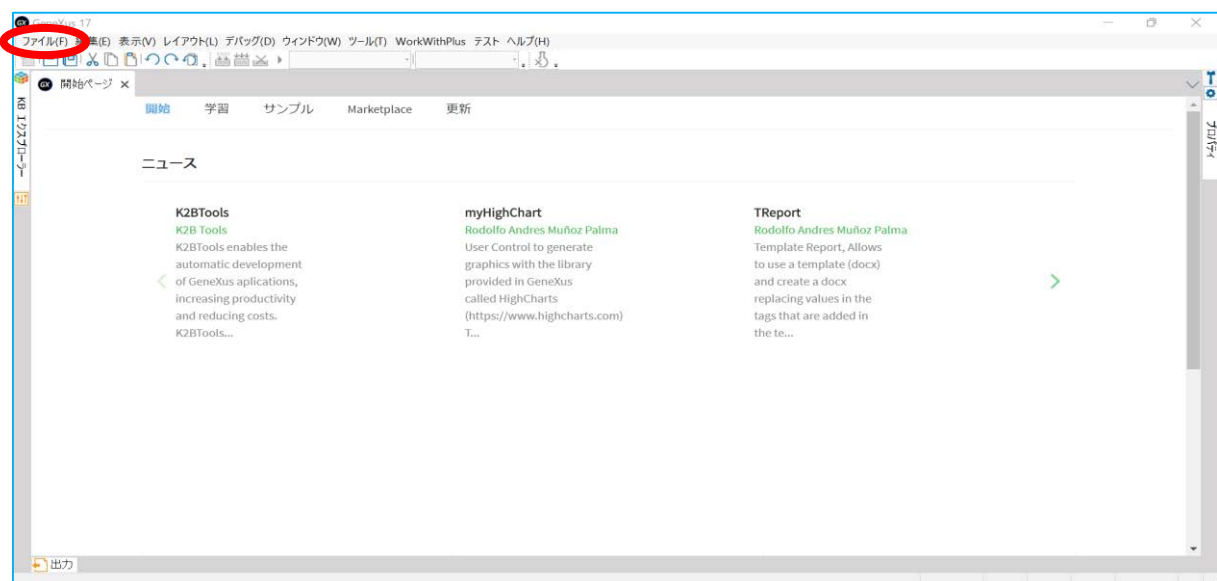 GeneXus 17
ファイル(F) 編集(E) 表示(V) レイアウト(L) デバッグ(D) ウィンドウ(W) ツール(T) WorkWithPlus テスト ヘルプ(H)
開始ページ
KB エクスプローラー
プロパティ
開始 学習 サンプル Marketplace 更新
ニュース
K2BTools
K2B Tools
K2BTools enables the
automatic development
of GeneXus aplications,
increasing productivity
and reducing costs.
K2BTools...
myHighChart
Rodolfo Andres Muñoz Palma
User Control to generate
graphics with the library
provided in GeneXus
called HighCharts
(https://www.highcharts.com)
T...
TReport
Rodolfo Andres Muñoz Palma
Template Report, Allows
to use a template (docx)
and create a docx
replacing values in the
tags that are added in
the te...
出力